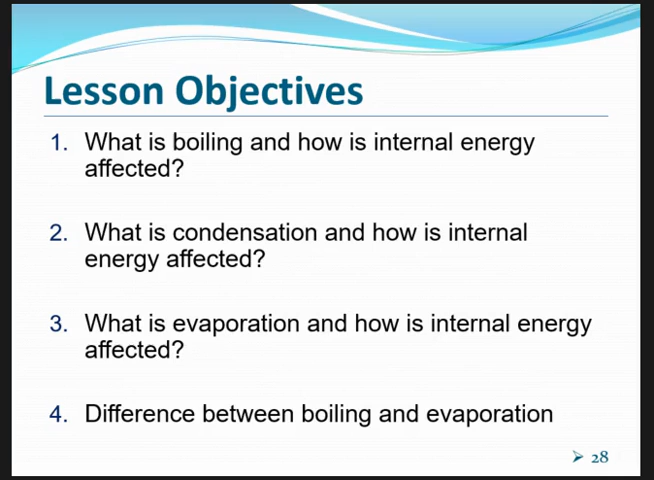 Lesson Objectives
1. What is boiling and how is internal energy
affected?
2. What is condensation and how is internal
energy affected?
3. What is evaporation and how is internal energy
affected?
4. Difference between boiling and evaporation
➢ 28